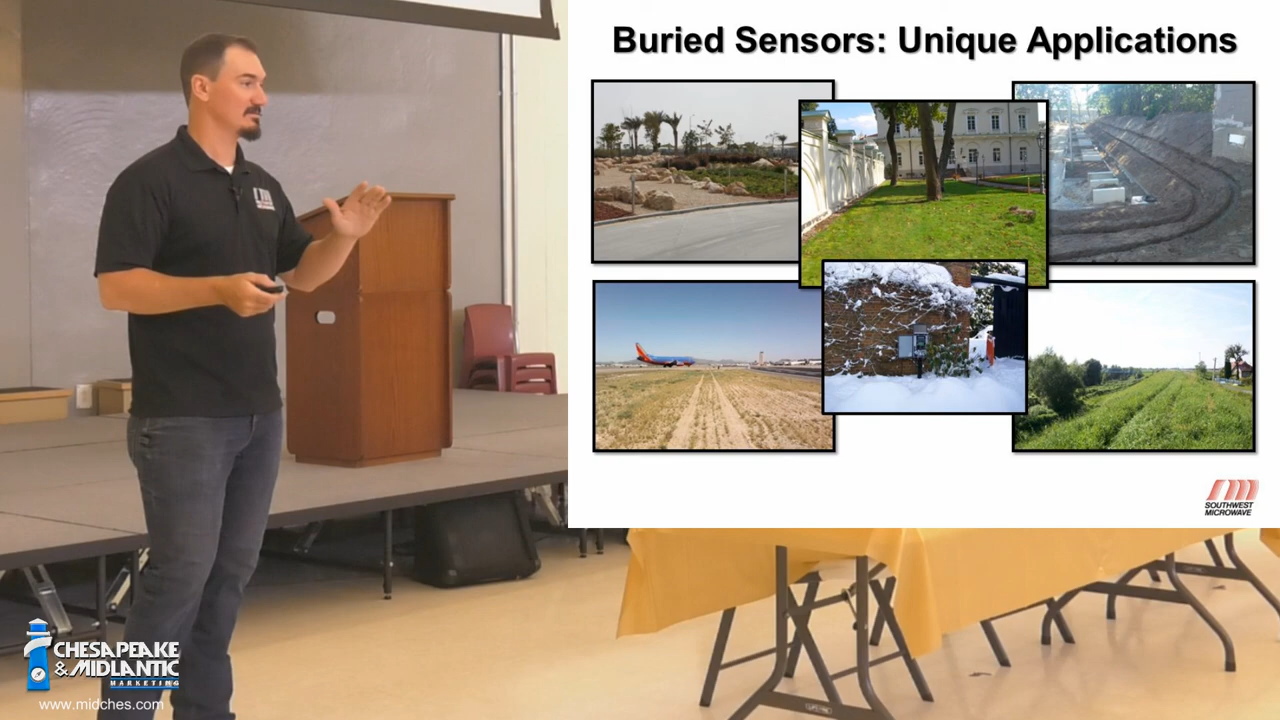 Buried Sensors: Unique Applications
SOUTHWEST
MICROWAVE
CHESAPEAKE
& MIDLANTIC
MARKETING
www.midches.com